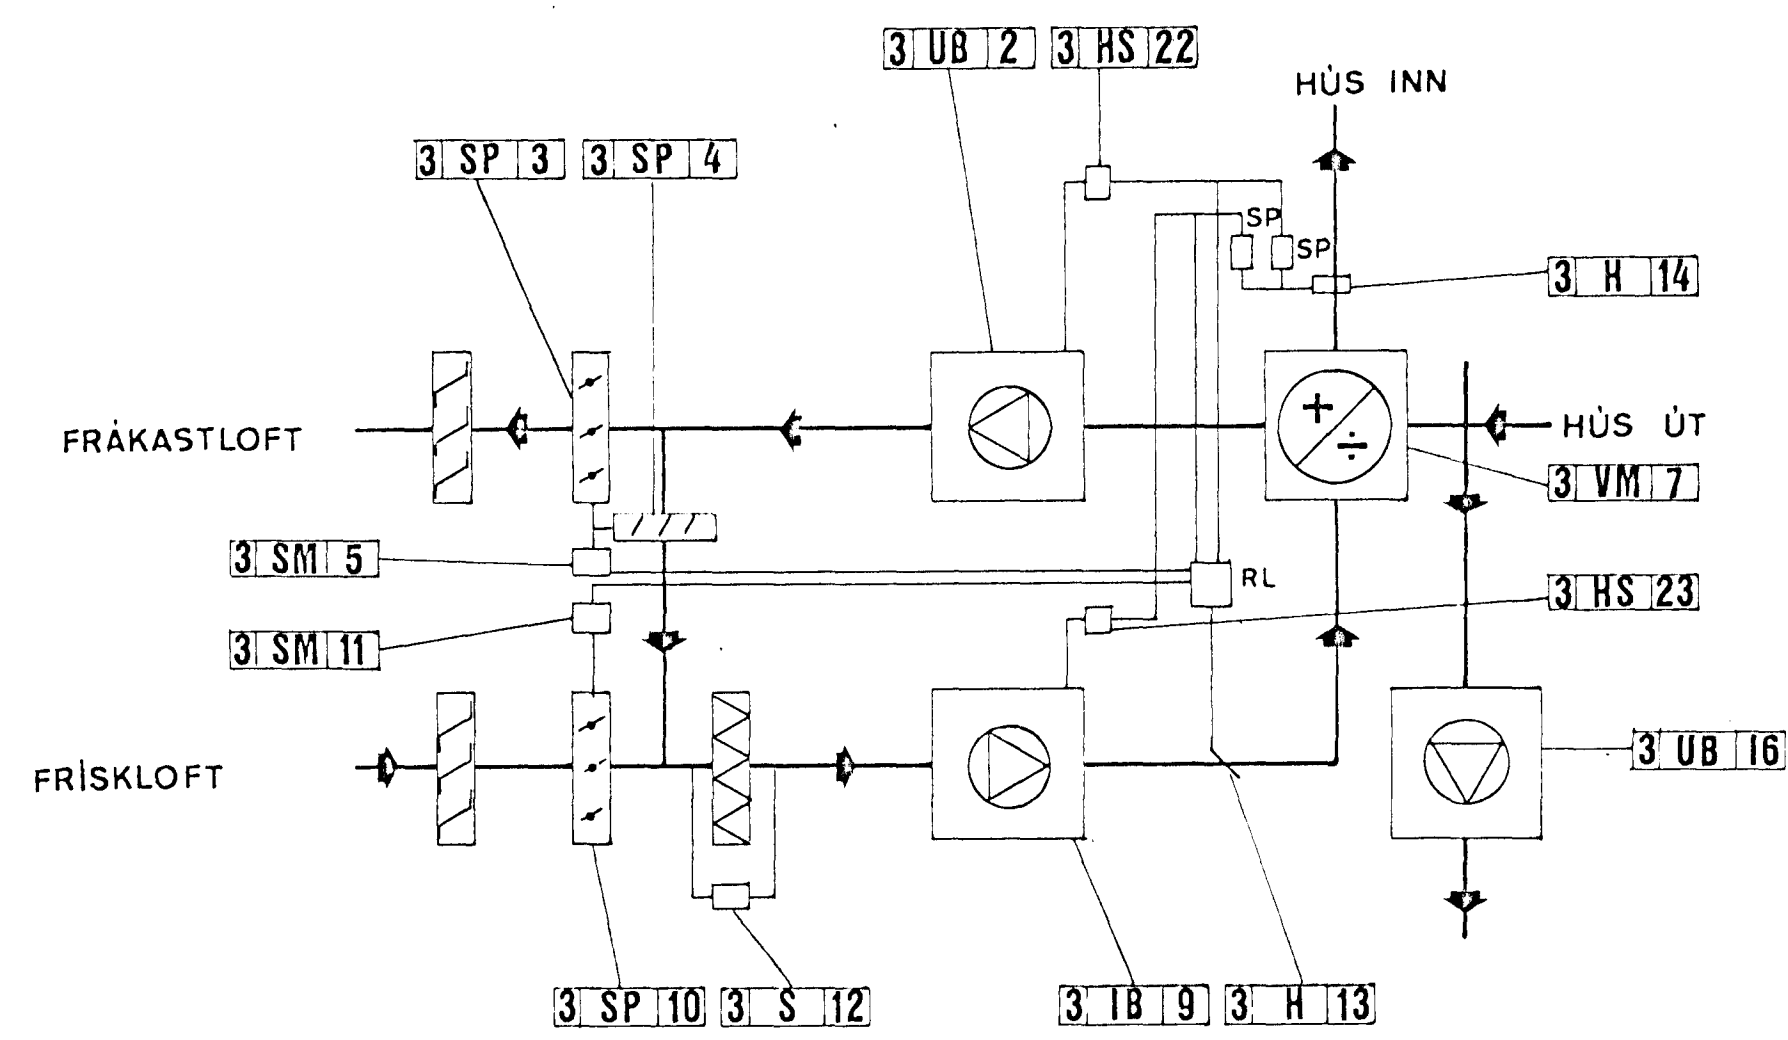 3 UB 2
3 HS 22
HÚS INN
3 SP 3
3 SP 4
SP
SP
3 H 14
FRÁKASTLOFT
HÚS ÚT
3 VM 7
3 SM 5
RL
3 HS 23
3 SM 11
FRÍSKLOFT
3 UB 16
3 SP 10
3 S 12
3 IB 9
3 H 13